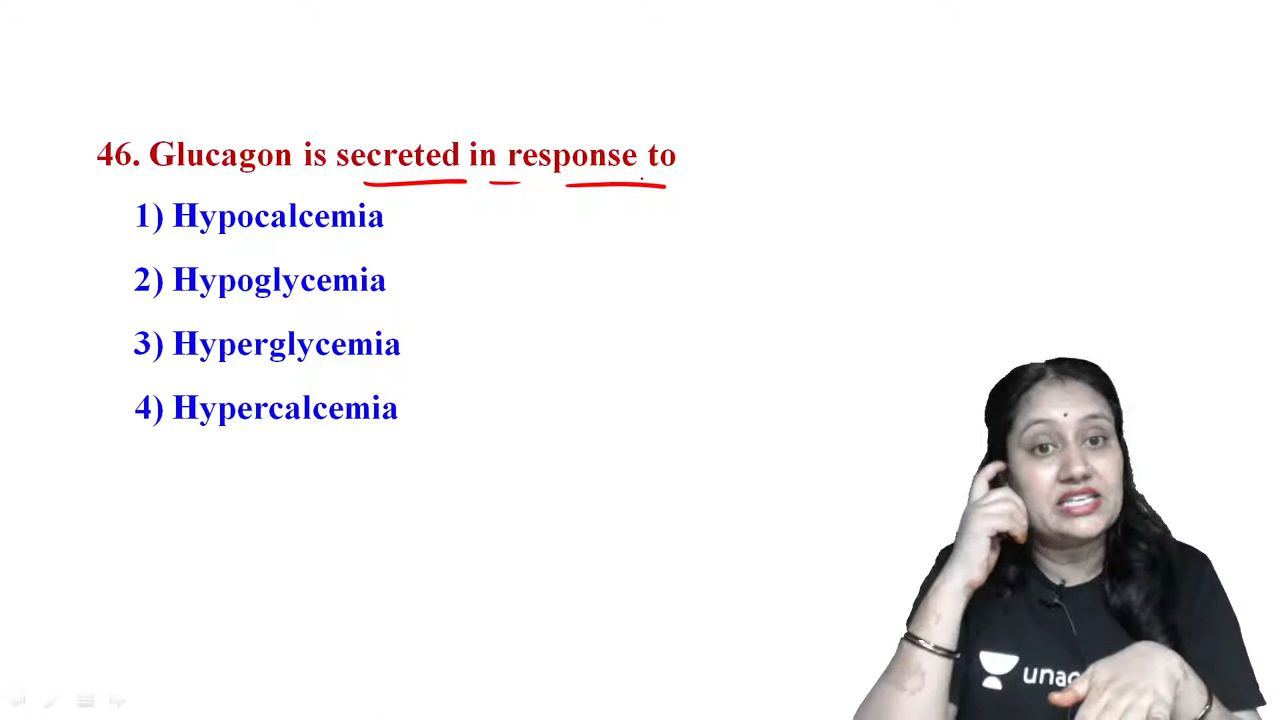 46. Glucagon is secreted in response to
1) Hypocalcemia
2) Hypoglycemia
3) Hyperglycemia
4) Hypercalcemia